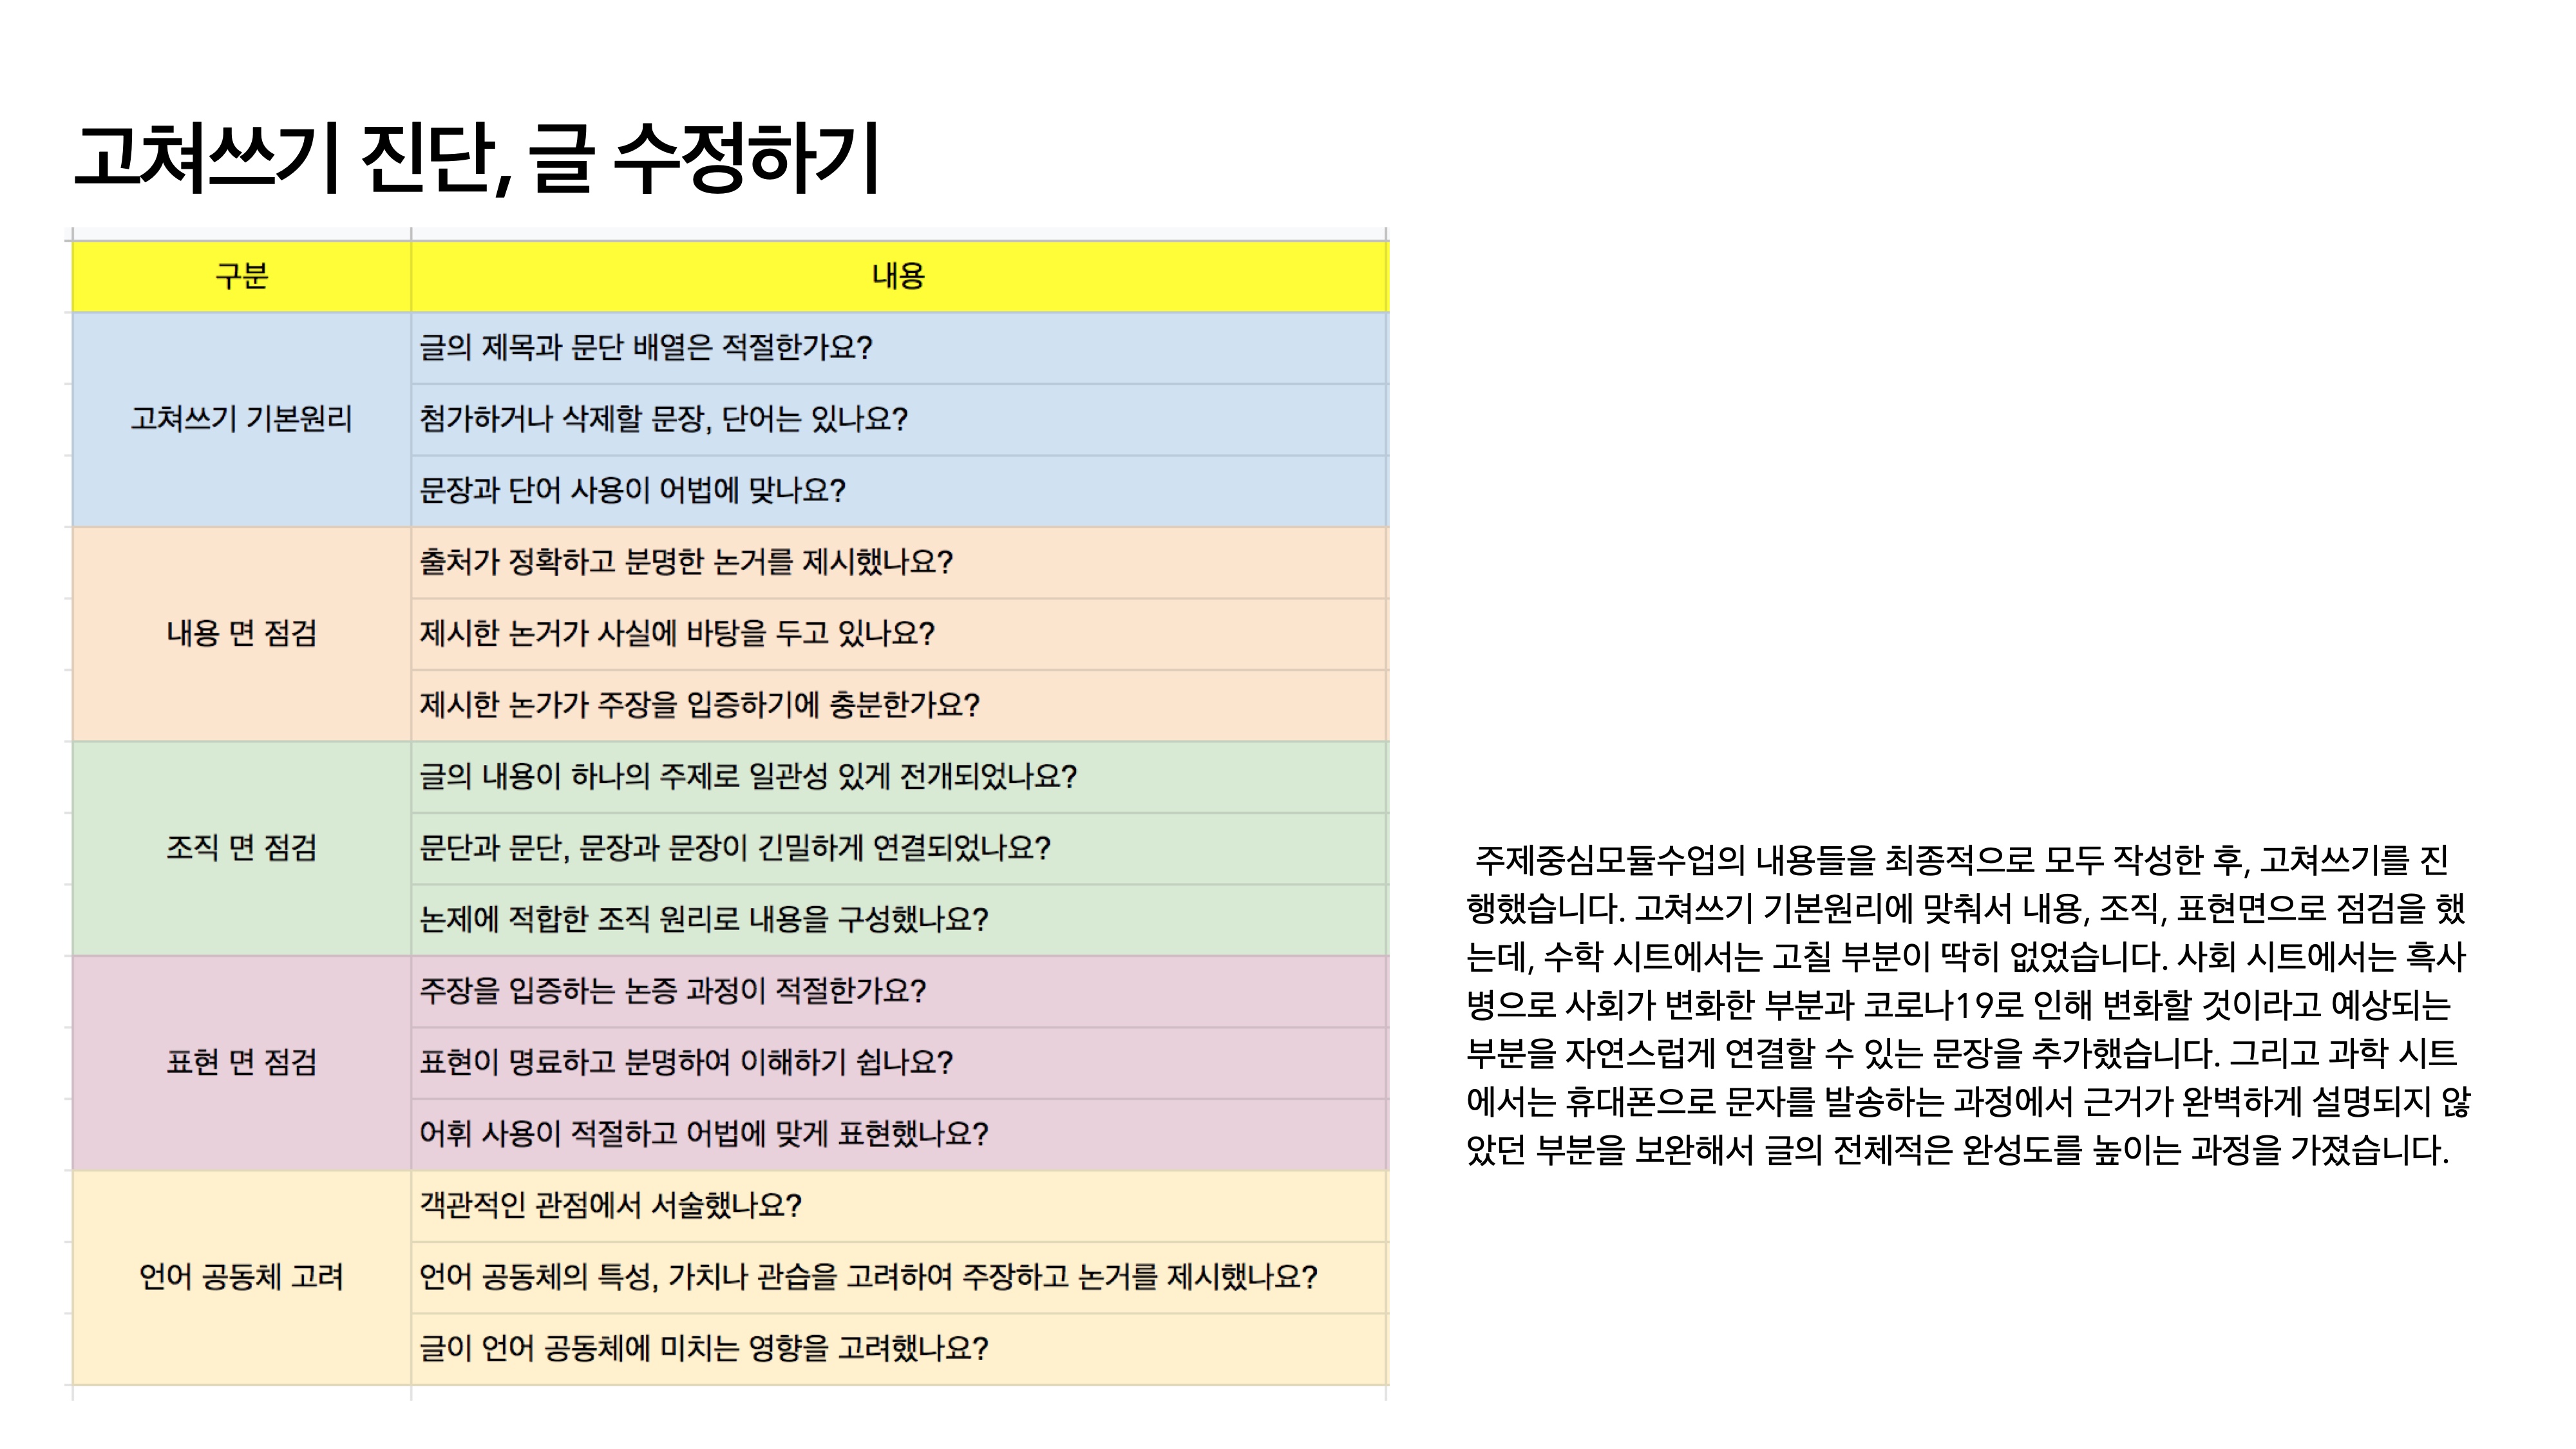 고쳐쓰기 진단, 글 수정하기
구분
내용
고쳐쓰기 기본원리
글의 제목과 문단 배열은 적절한가요?
첨가하거나 삭제할 문장, 단어는 있나요?
문장과 단어 사용이 어법에 맞나요?
내용 면 점검
출처가 정확하고 분명한 논거를 제시했나요?
제시한 논거가 사실에 바탕을 두고 있나요?
제시한 논가가 주장을 입증하기에 충분한가요?
조직 면 점검
글의 내용이 하나의 주제로 일관성 있게 전개되었나요?
문단과 문단, 문장과 문장이 긴밀하게 연결되었나요?
논제에 적합한 조직 원리로 내용을 구성했나요?
표현 면 점검
주장을 입증하는 논증 과정이 적절한가요?
표현이 명료하고 분명하여 이해하기 쉽나요?
어휘 사용이 적절하고 어법에 맞게 표현했나요?
언어 공동체 고려
객관적인 관점에서 서술했나요?
언어 공동체의 특성, 가치나 관습을 고려하여 주장하고 논거를 제시했나요?
글이 언어 공동체에 미치는 영향을 고려했나요?
주제중심모듈수업의 내용들을 최종적으로 모두 작성한 후, 고쳐쓰기를 진
행했습니다. 고쳐쓰기 기본원리에 맞춰서 내용, 조직, 표현면으로 점검을 했
는데, 수학 시트에서는 고칠 부분이 딱히 없었습니다. 사회 시트에서는 흑사
병으로 사회가 변화한 부분과 코로나19로 인해 변화할 것이라고 예상되는
부분을 자연스럽게 연결할 수 있는 문장을 추가했습니다. 그리고 과학 시트
에서는 휴대폰으로 문자를 발송하는 과정에서 근거가 완벽하게 설명되지 않
았던 부분을 보완해서 글의 전체적은 완성도를 높이는 과정을 가졌습니다.